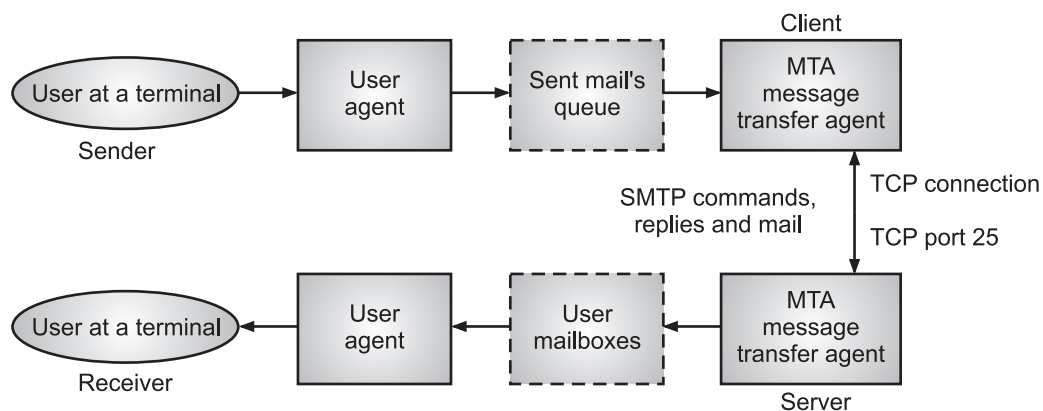 Client
User at a terminal
User
agent
Sent mail's
queue
MTA
message
transfer agent
Sender
SMTP commands,
replies and mail
TCP connection
TCP port 25
User at a terminal
User
agent
User
mailboxes
MTA
message
transfer agent
Receiver
Server